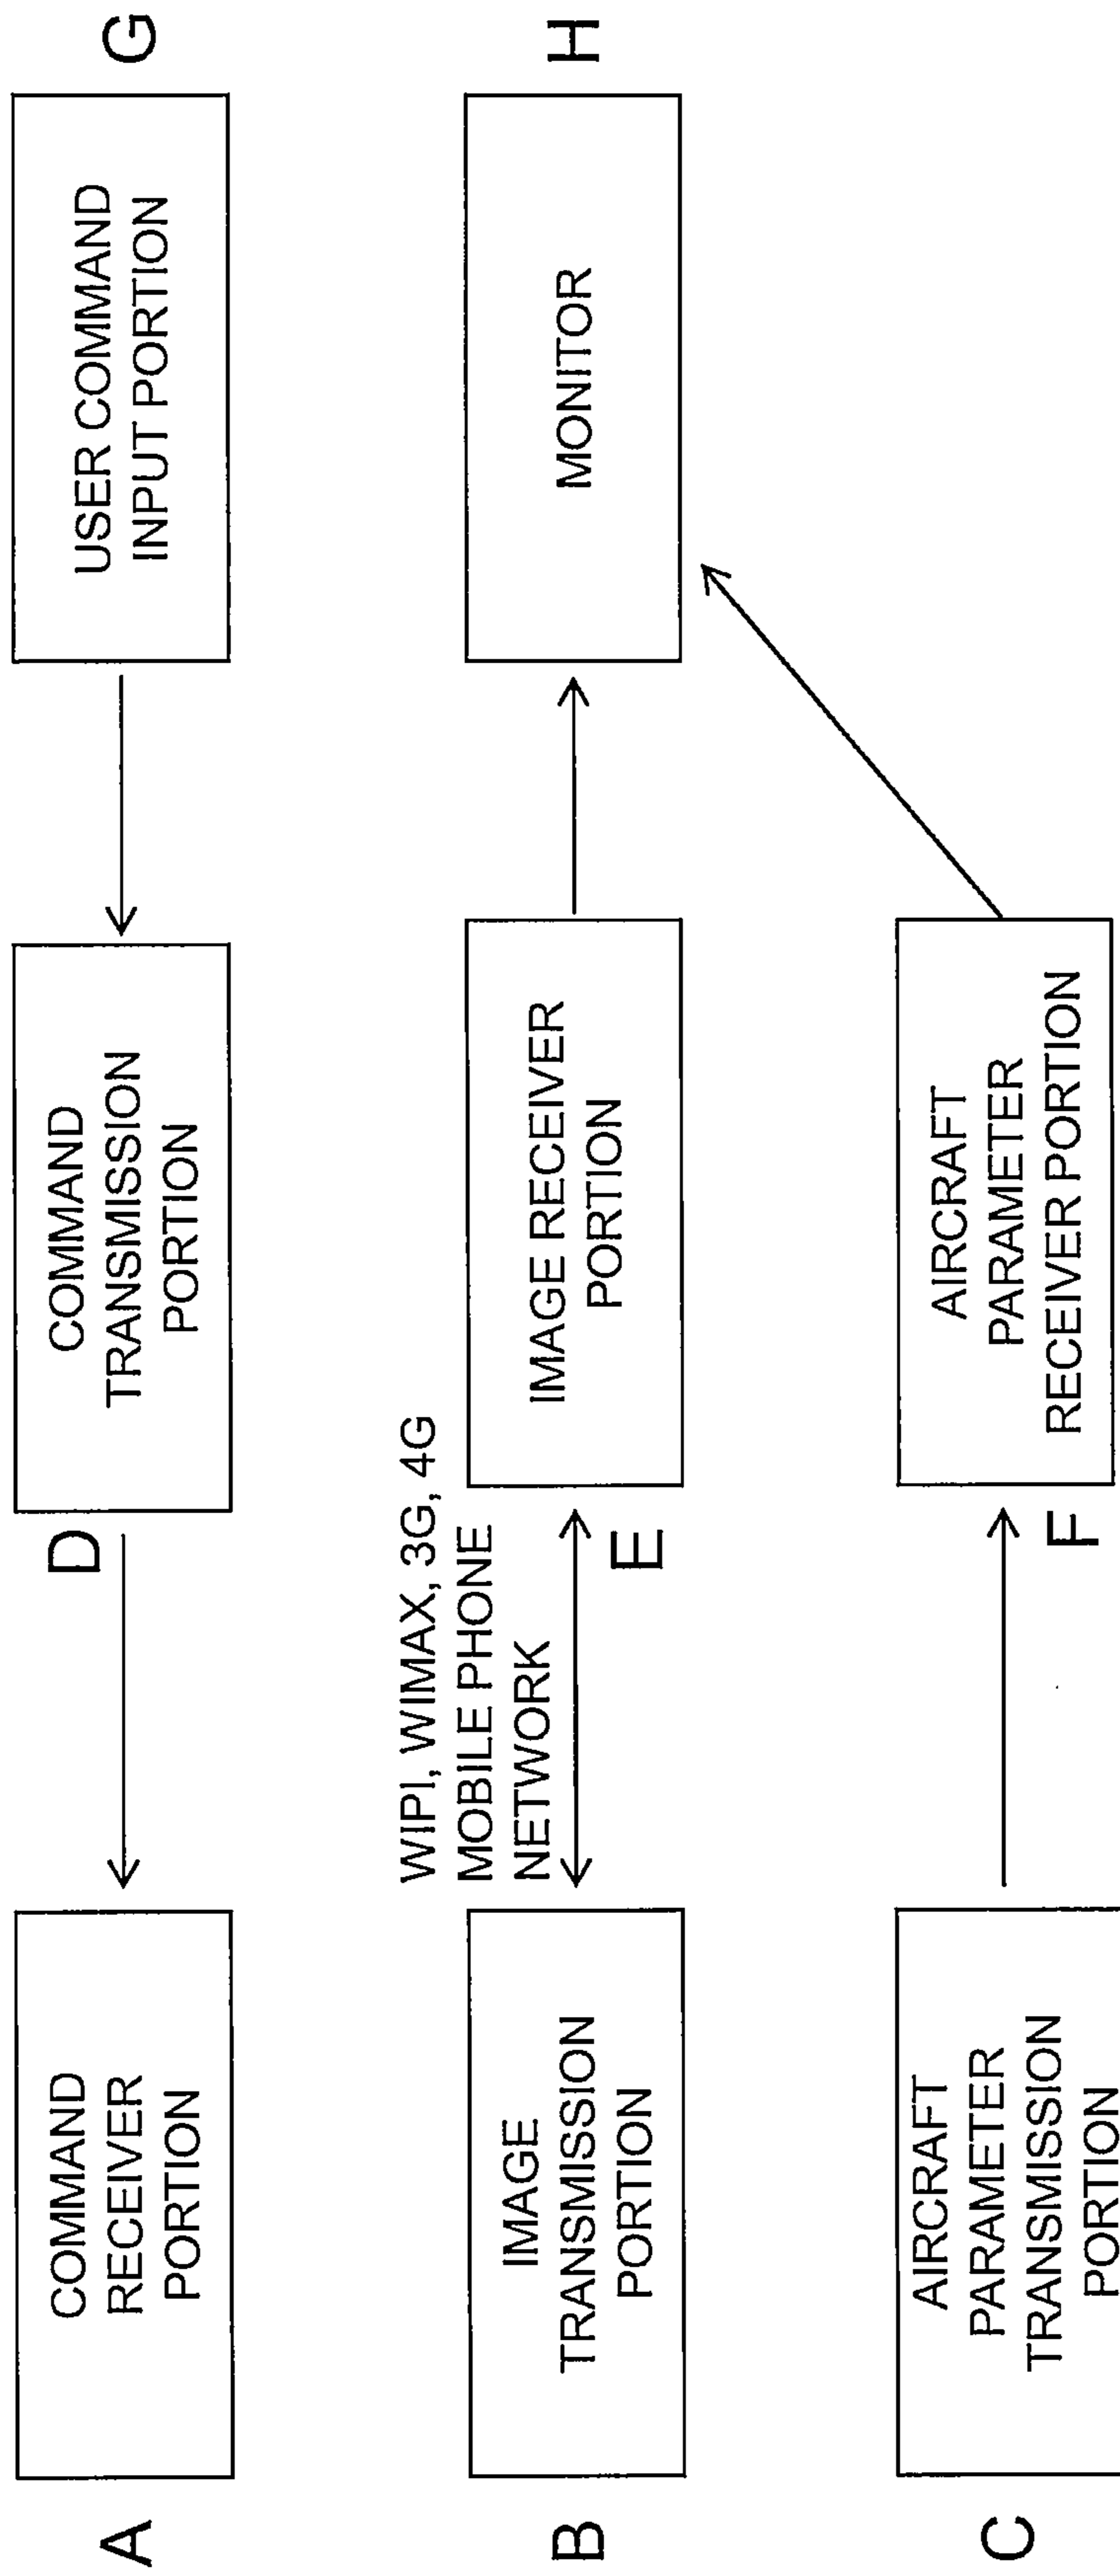 A
COMMAND
RECEIVER
PORTION
D
COMMAND
TRANSMISSION
PORTION
USER COMMAND
INPUT PORTION
G
B
IMAGE
TRANSMISSION
PORTION
WIPI, WIMAX, 3G, 4G
MOBILE PHONE
NETWORK
E
IMAGE RECEIVER
PORTION
MONITOR
H
C
AIRCRAFT
PARAMETER
TRANSMISSION
PORTION
F
AIRCRAFT
PARAMETER
RECEIVER PORTION